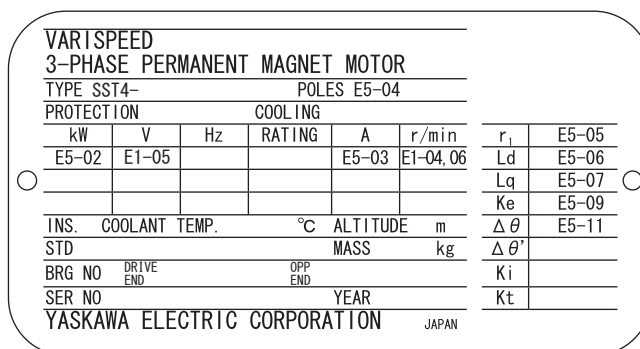 VARISPEED
3-PHASE PERMANENT MAGNET MOTOR
TYPE SST4- POLES E5-04
PROTECTION COOLING
kW V Hz RATING A r/min
E5-02 E1-05 E5-03 E1-04, 06
INS. COOLANT TEMP. ℃ ALTITUDE m
STD MASS kg
BRG NO DRIVE END OPP END
SER NO YEAR
YASKAWA ELECTRIC CORPORATION JAPAN
r₁ E5-05
Ld E5-06
Lq E5-07
Ke E5-09
Δθ E5-11
Δθ'
Ki
Kt